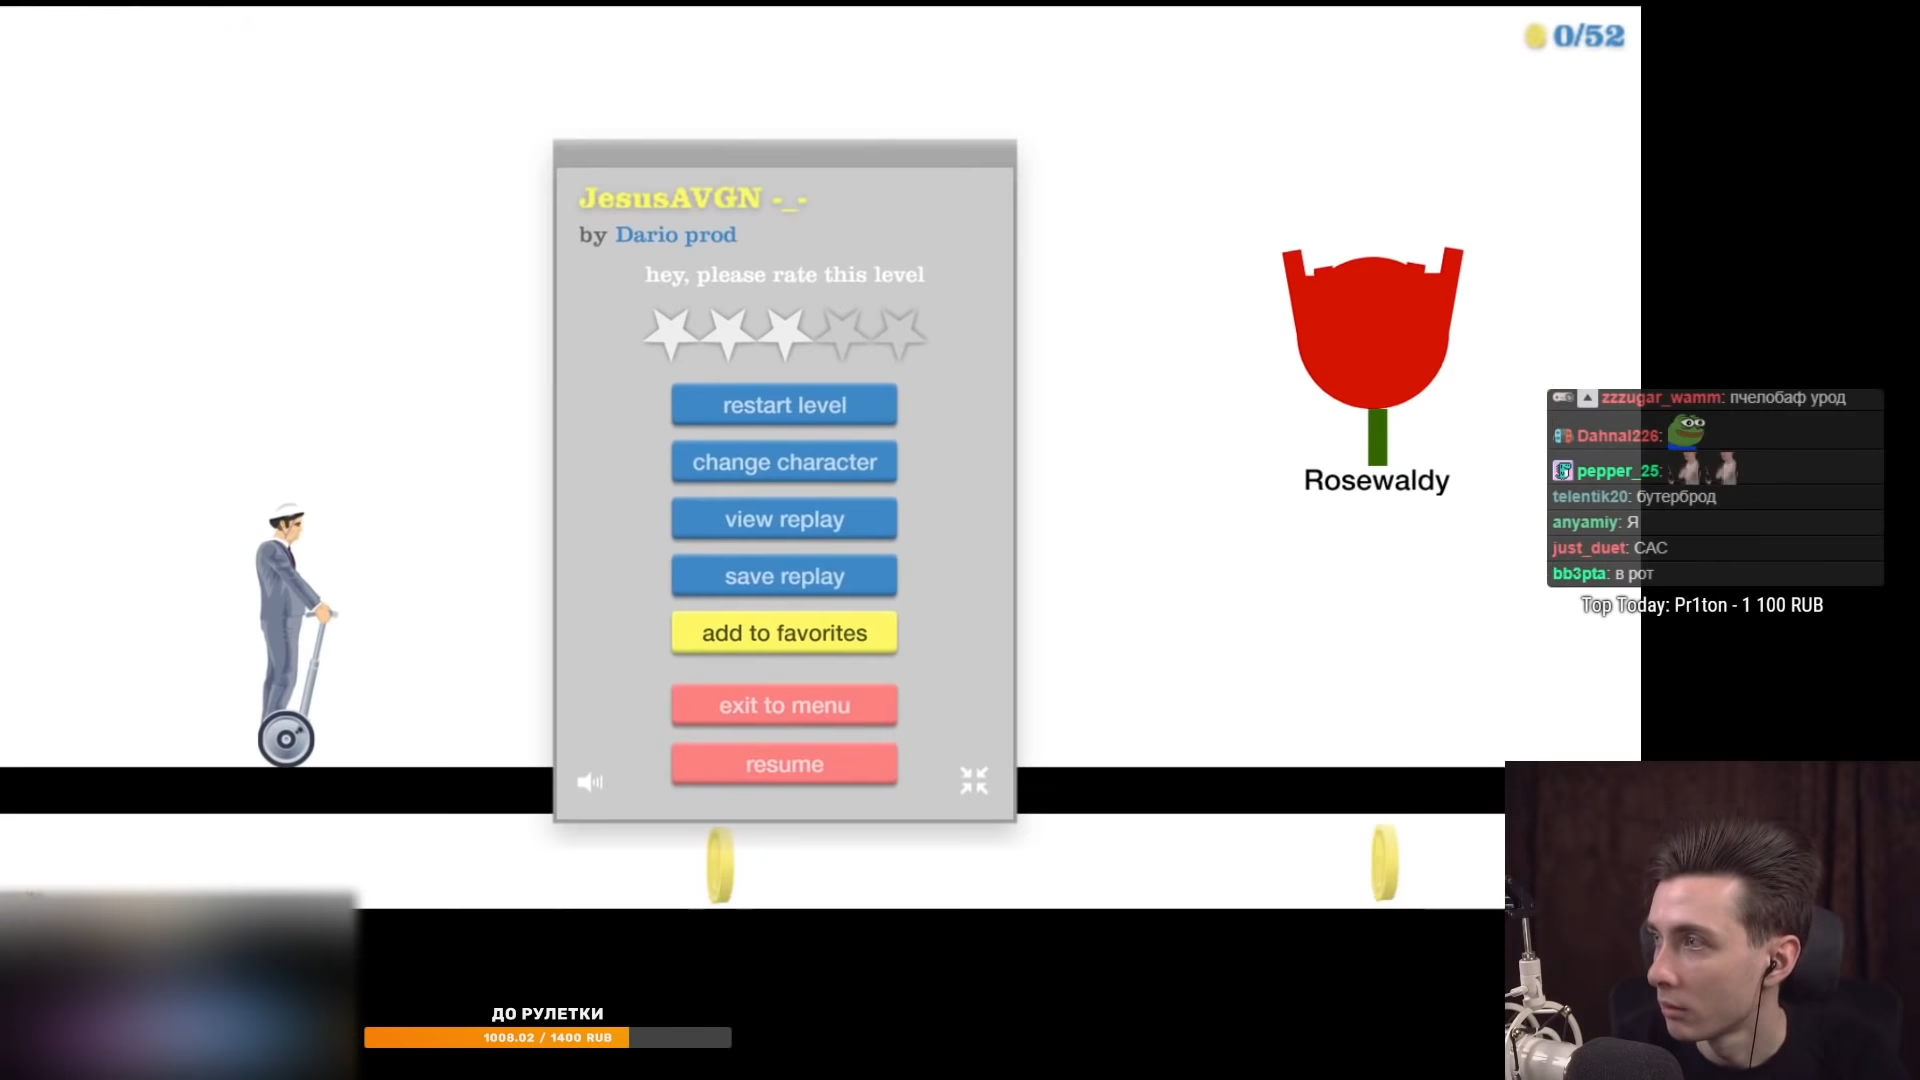 0/52
JesusAVGN -_-
by Dario prod
hey, please rate this level
restart level
change character
view replay
save replay
add to favorites
exit to menu
resume
Rosewaldy
zzzugar_wamm: пчелобаф урод
Dahnal226:
pepper_25:
telentik20: бутерброд
anyamiy: Я
just_duet: САС
bb3pta: в рот
Top Today: Pr1ton - 1 100 RUB
ДО РУЛЕТКИ
1008.02 / 1400 RUB